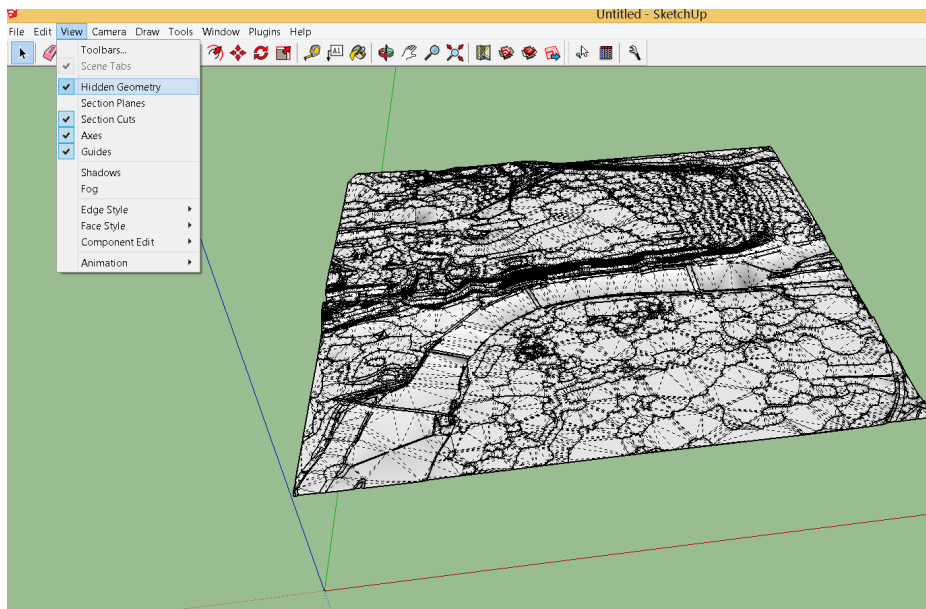 Untitled - SketchUp
File Edit View Camera Draw Tools Window Plugins Help
A1
Toolbars...
Scene Tabs
Hidden Geometry
Section Planes
Section Cuts
Axes
Guides
Shadows
Fog
Edge Style
Face Style
Component Edit
Animation